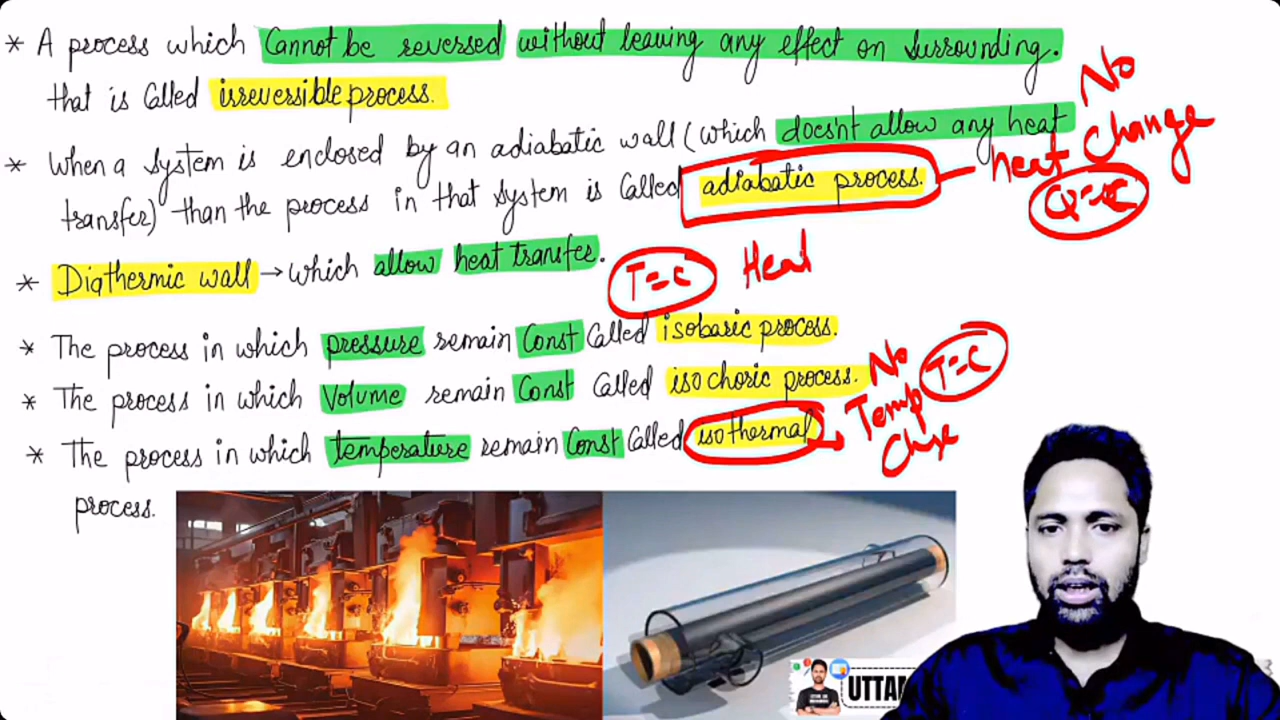 * A process which Cannot be reversed without leaving any effect on surrounding.
that is Called irreversible process.
* When a system is enclosed by an adiabatic wall (which does'nt allow any heat
transfer) than the process in that system is Called adiabatic process.
No
heat Change
* Diathermic wall → which allow heat transfer.
T=C Heat
* The process in which pressure remain Const Called isobaric process.
* The process in which Volume remain Const Called isochoric process.
* The process in which temperature remain Const Called isothermal
process.
No
Temp T=C
UTTAM